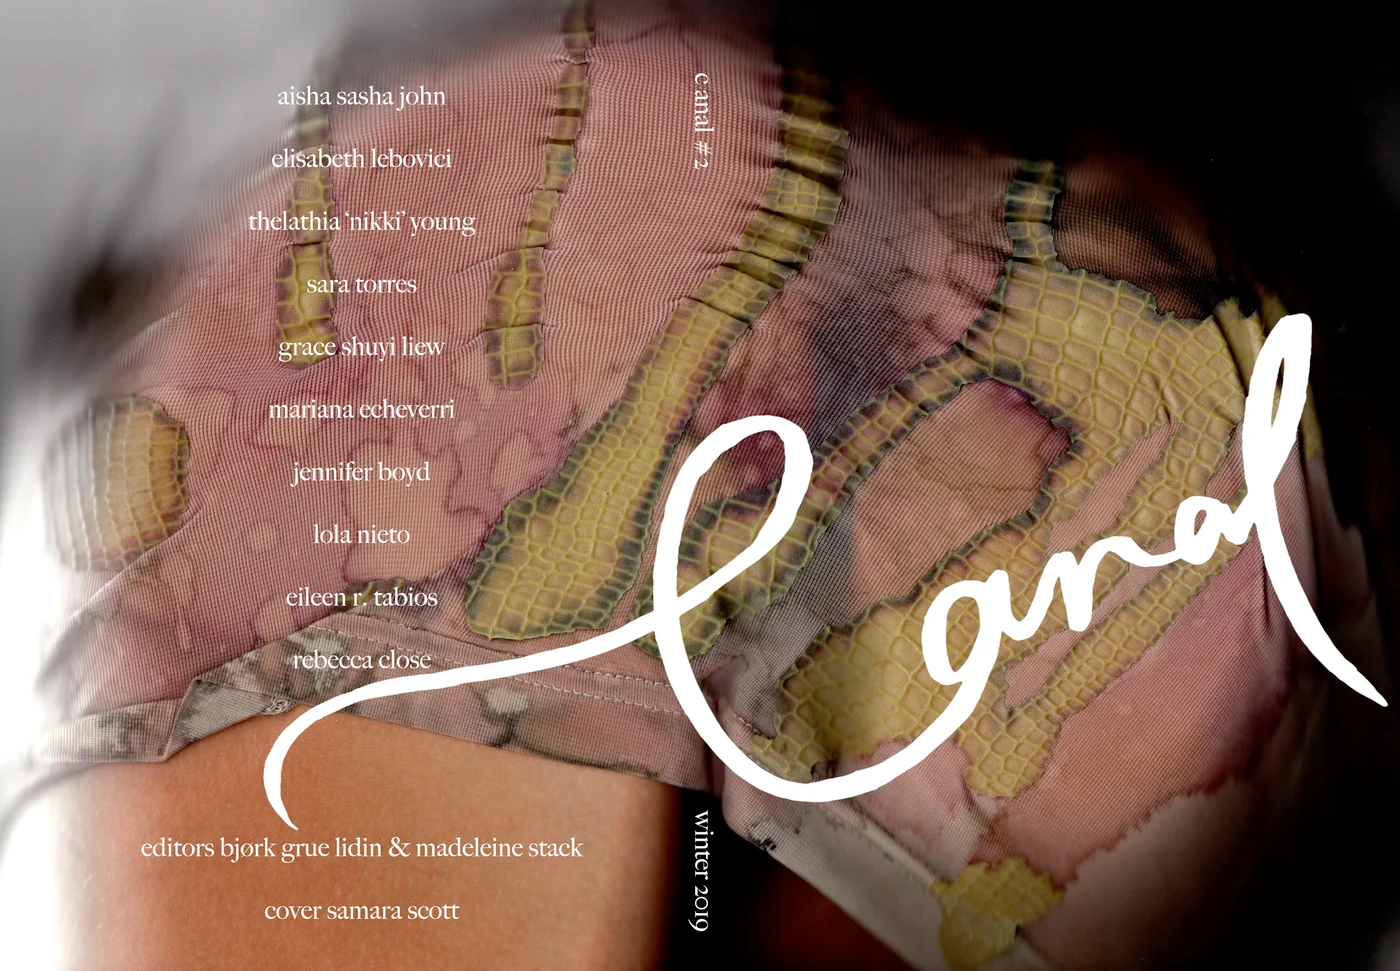 aisha sasha john
elisabeth lebovici
thelathia ‘nikki’ young
sara torres
grace shuyi liew
mariana echeverri
jennifer boyd
lola nieto
eileen r. tabios
rebecca close
editors bjørk grue lidin & madeleine stack
cover samara scott
canal #2
winter 2019
Canal